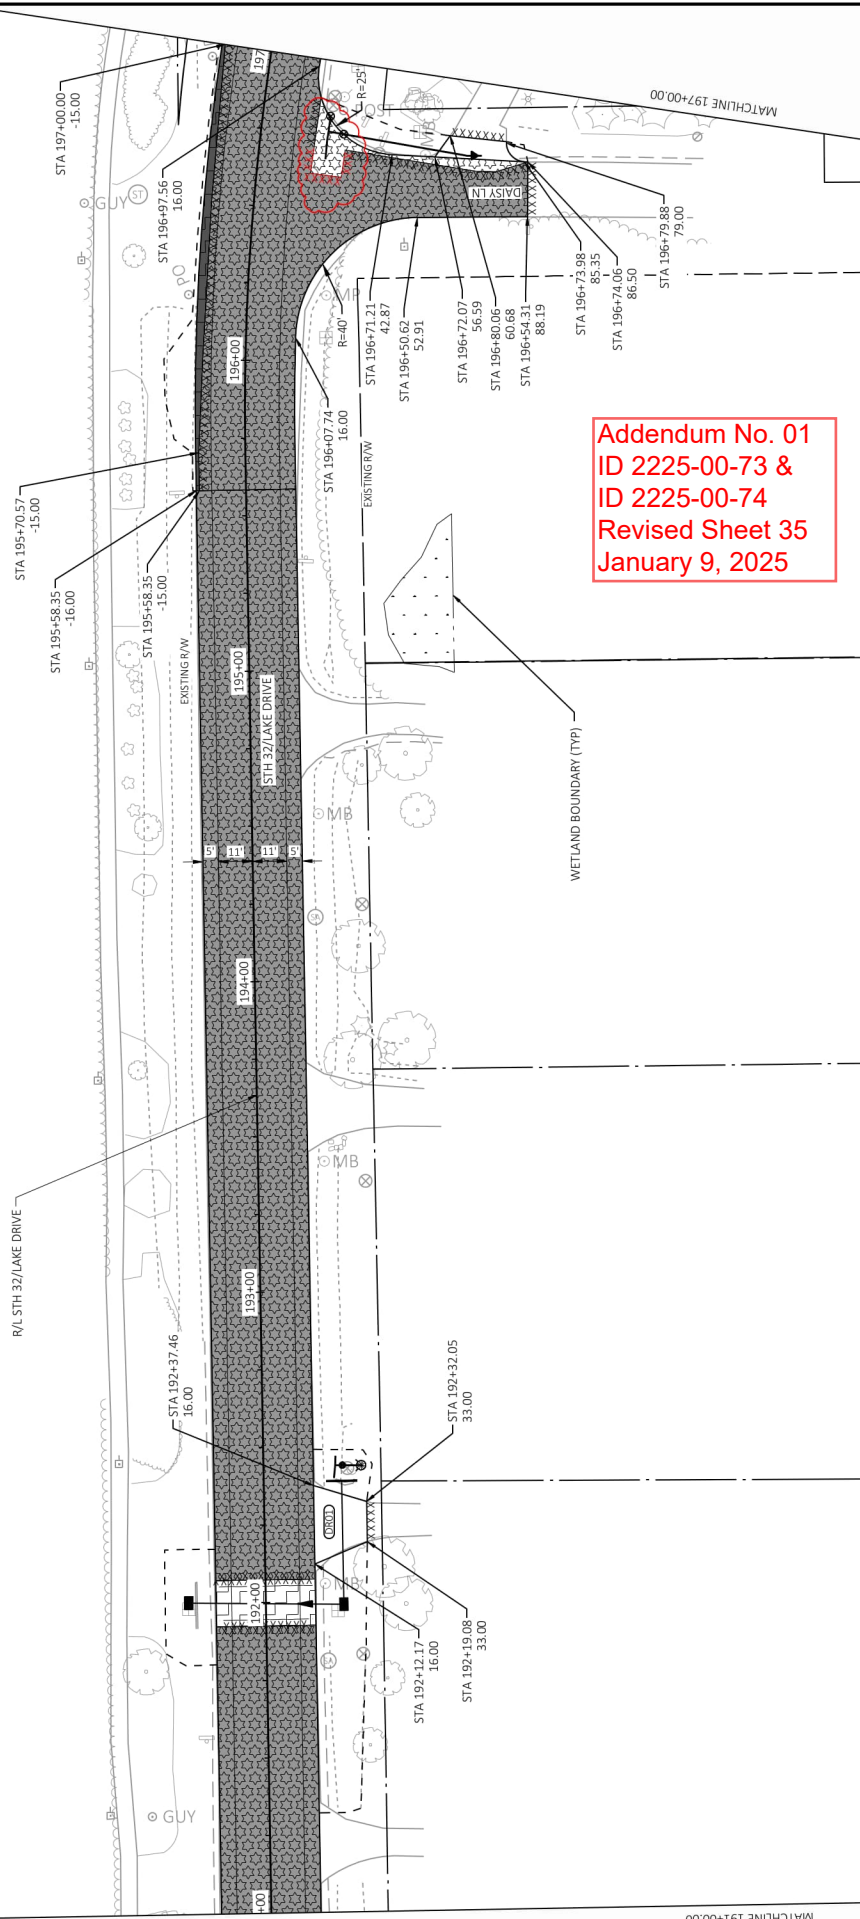 MATCHLINE 197+00.00
STA 197+00.00
-15.00
STA 196+97.56
16.00
197
R=25'
GUY
ST
PO
DAISY LN
MP
R=40'
STA 196+71.21
42.87
STA 196+50.62
52.91
STA 196+72.07
56.59
STA 196+80.06
60.68
STA 196+54.31
88.19
STA 196+73.98
85.35
STA 196+74.06
86.50
STA 196+79.88
79.00
196+00
STA 196+07.74
16.00
EXISTING R/W
Addendum No. 01
ID 2225-00-73 &
ID 2225-00-74
Revised Sheet 35
January 9, 2025
STA 195+70.57
-15.00
STA 195+58.35
-16.00
STA 195+58.35
-15.00
EXISTING R/W
195+00
STH 32/LAKE DRIVE
WETLAND BOUNDARY (TYP)
MB
5'
11'
11'
5'
SA
194+00
R/L STH 32/LAKE DRIVE
MB
193+00
STA 192+37.46
16.00
STA 192+32.05
33.00
DR01
192+00
MB
STA 192+12.17
16.00
STA 192+19.08
33.00
SA
GUY
+00
MATCHLINE 191+00.00